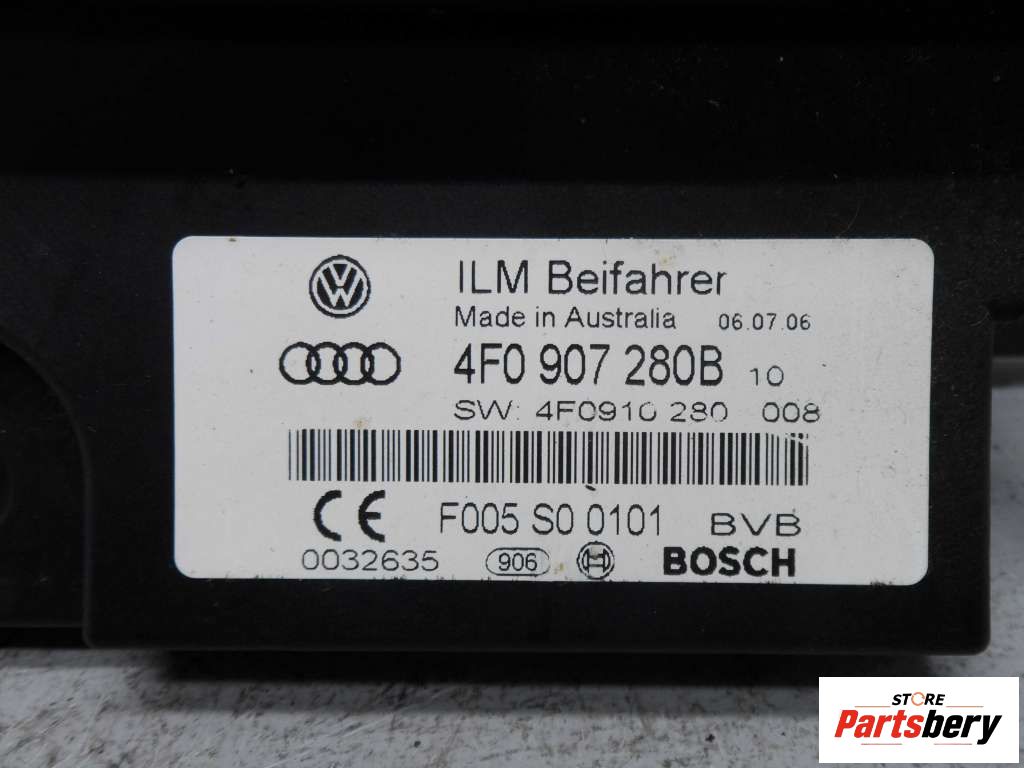 ILM Beifahrer
Made in Australia 06.07.06
4F0 907 280B 10
SW: 4F0910 280 008
CE F005 S0 0101 BVB
0032635 906 BOSCH
STORE
Partsbery